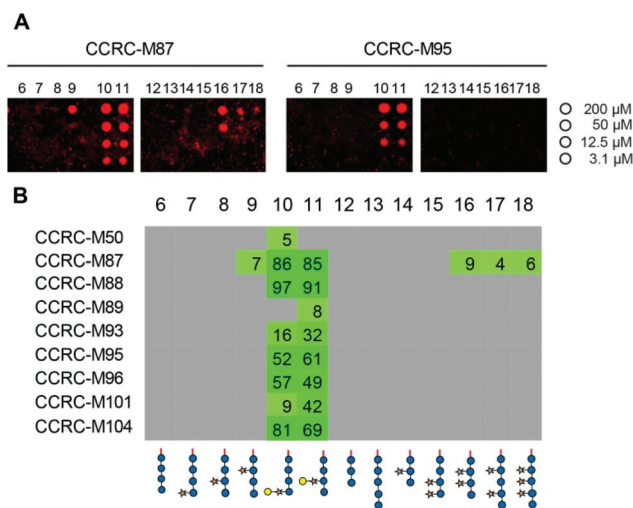 A
CCRC-M87 CCRC-M95
6 7 8 9 10 11 12 13 14 15 16 17 18 6 7 8 9 10 11 12 13 14 15 16 17 18
200 µM
50 µM
12.5 µM
3.1 µM
B
6 7 8 9 10 11 12 13 14 15 16 17 18
CCRC-M50 5
CCRC-M87 7 86 85 9 4 6
CCRC-M88 97 91
CCRC-M89 8
CCRC-M93 16 32
CCRC-M95 52 61
CCRC-M96 57 49
CCRC-M101 9 42
CCRC-M104 81 69